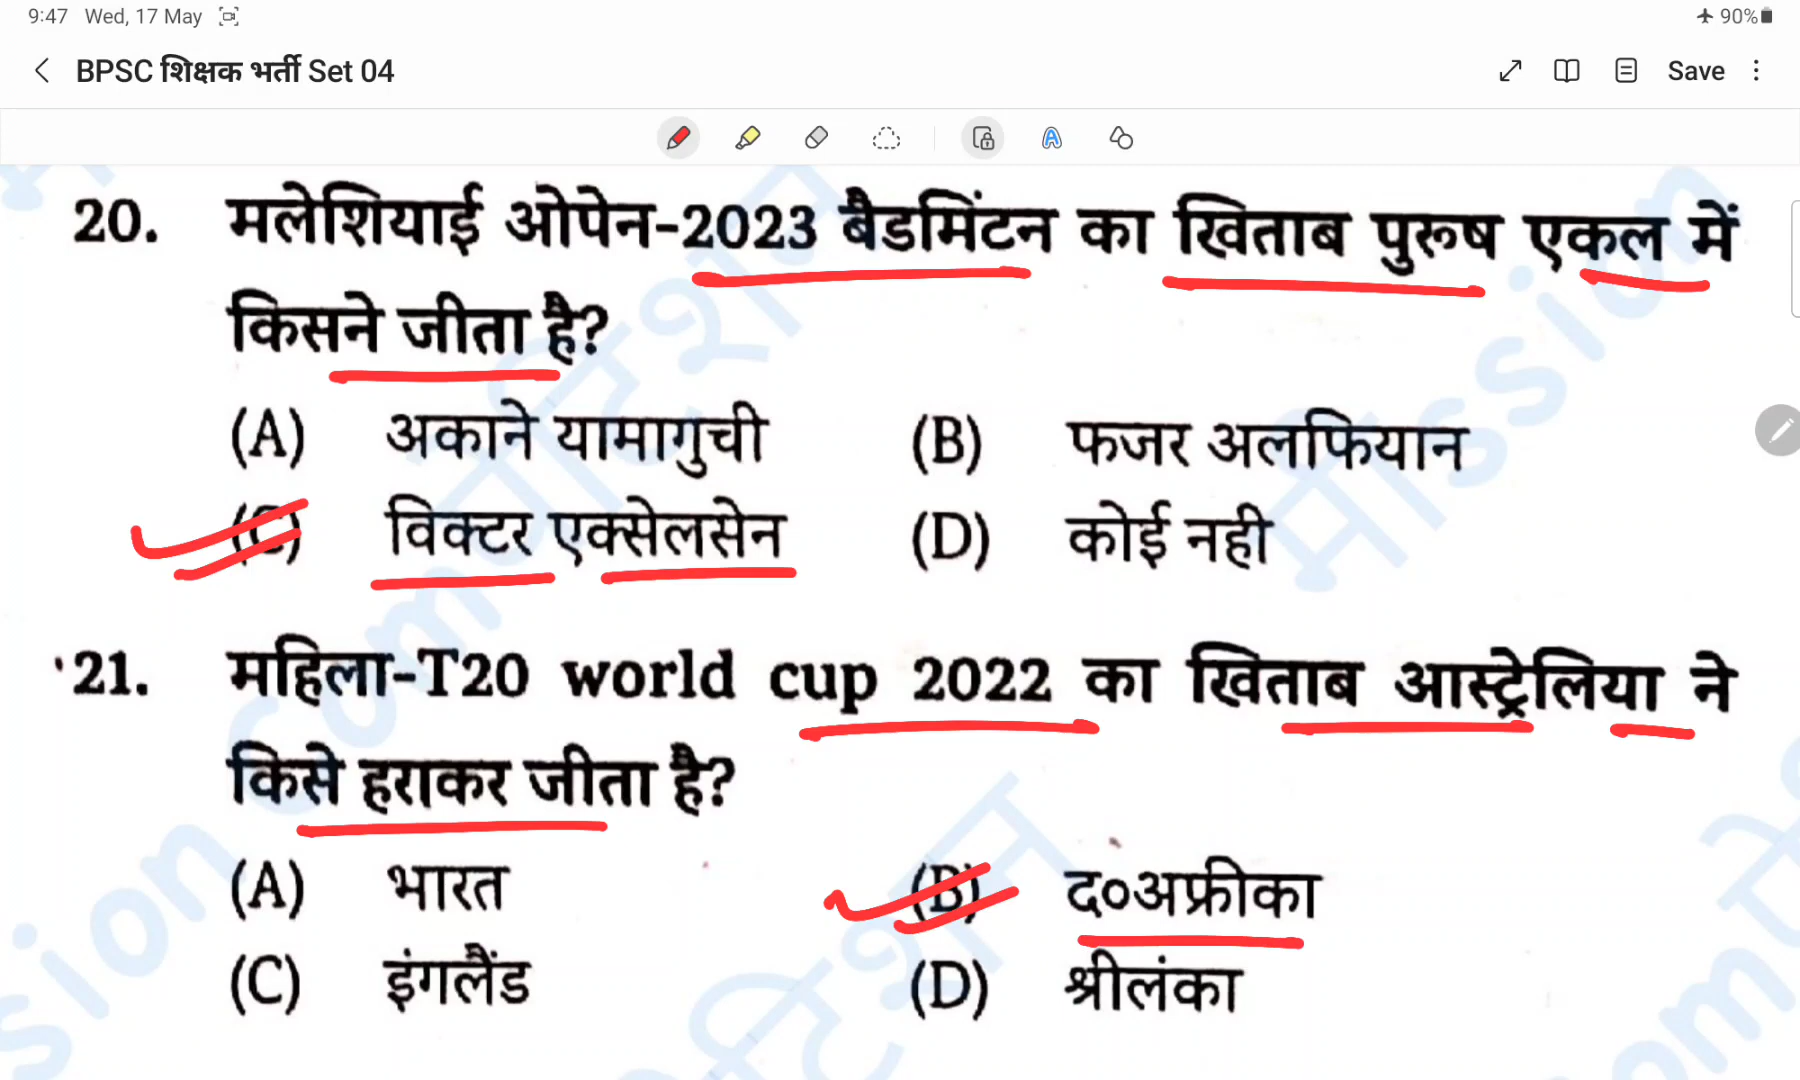 9:47 Wed, 17 May 90%
BPSC शिक्षक भर्ती Set 04 Save
20. मलेशियाई ओपेन-2023 बैडमिंटन का खिताब पुरूष एकल में
किसने जीता है?
(A) अकाने यामागुची (B) फजर अलफियान
(C) विक्टर एक्सेलसेन (D) कोई नही
21. महिला-T20 world cup 2022 का खिताब आस्ट्रेलिया ने
किसे हराकर जीता है?
(A) भारत (B) द०अफ्रीका
(C) इंगलैंड (D) श्रीलंका